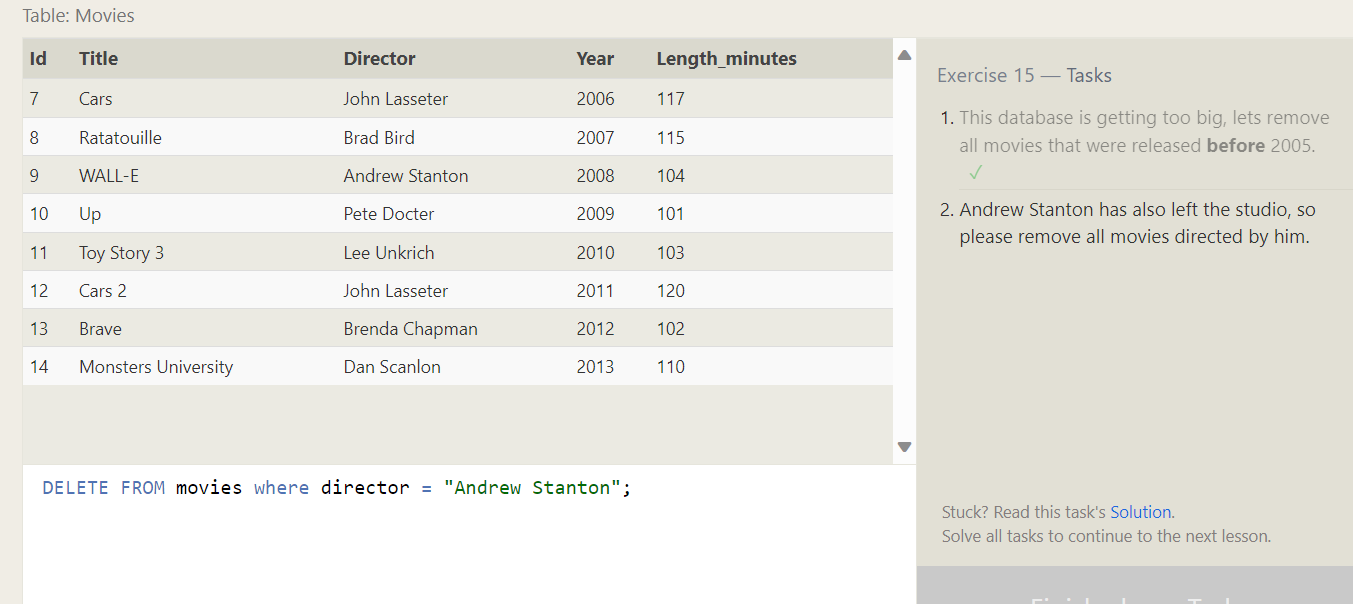 Table: Movies
Id Title Director Year Length_minutes
7 Cars John Lasseter 2006 117
8 Ratatouille Brad Bird 2007 115
9 WALL-E Andrew Stanton 2008 104
10 Up Pete Docter 2009 101
11 Toy Story 3 Lee Unkrich 2010 103
12 Cars 2 John Lasseter 2011 120
13 Brave Brenda Chapman 2012 102
14 Monsters University Dan Scanlon 2013 110
DELETE FROM movies where director = "Andrew Stanton";
Exercise 15 — Tasks
1. This database is getting too big, lets remove
all movies that were released before 2005.
✓
2. Andrew Stanton has also left the studio, so
please remove all movies directed by him.
Stuck? Read this task's Solution.
Solve all tasks to continue to the next lesson.